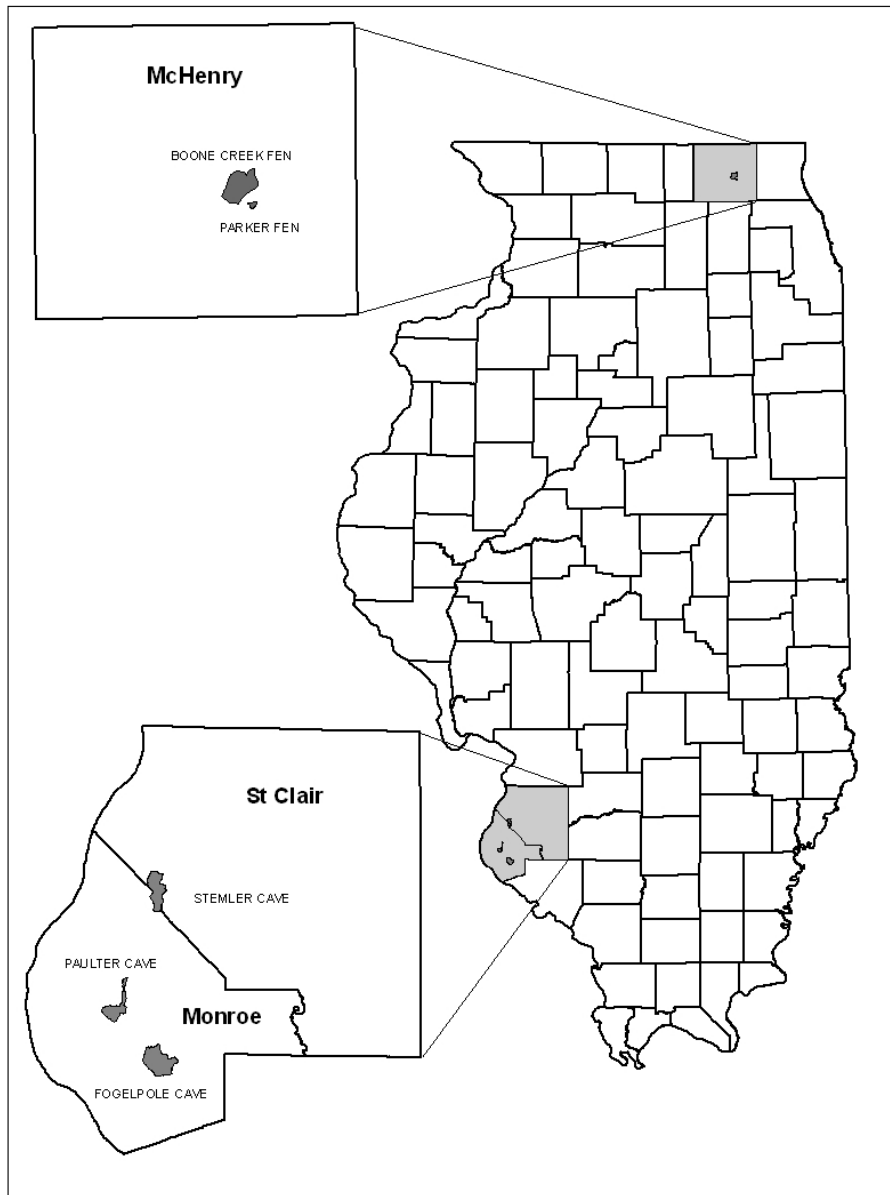 McHenry
BOONE CREEK FEN
PARKER FEN
St Clair
STEMLER CAVE
PAULTER CAVE
Monroe
FOGELPOLE CAVE